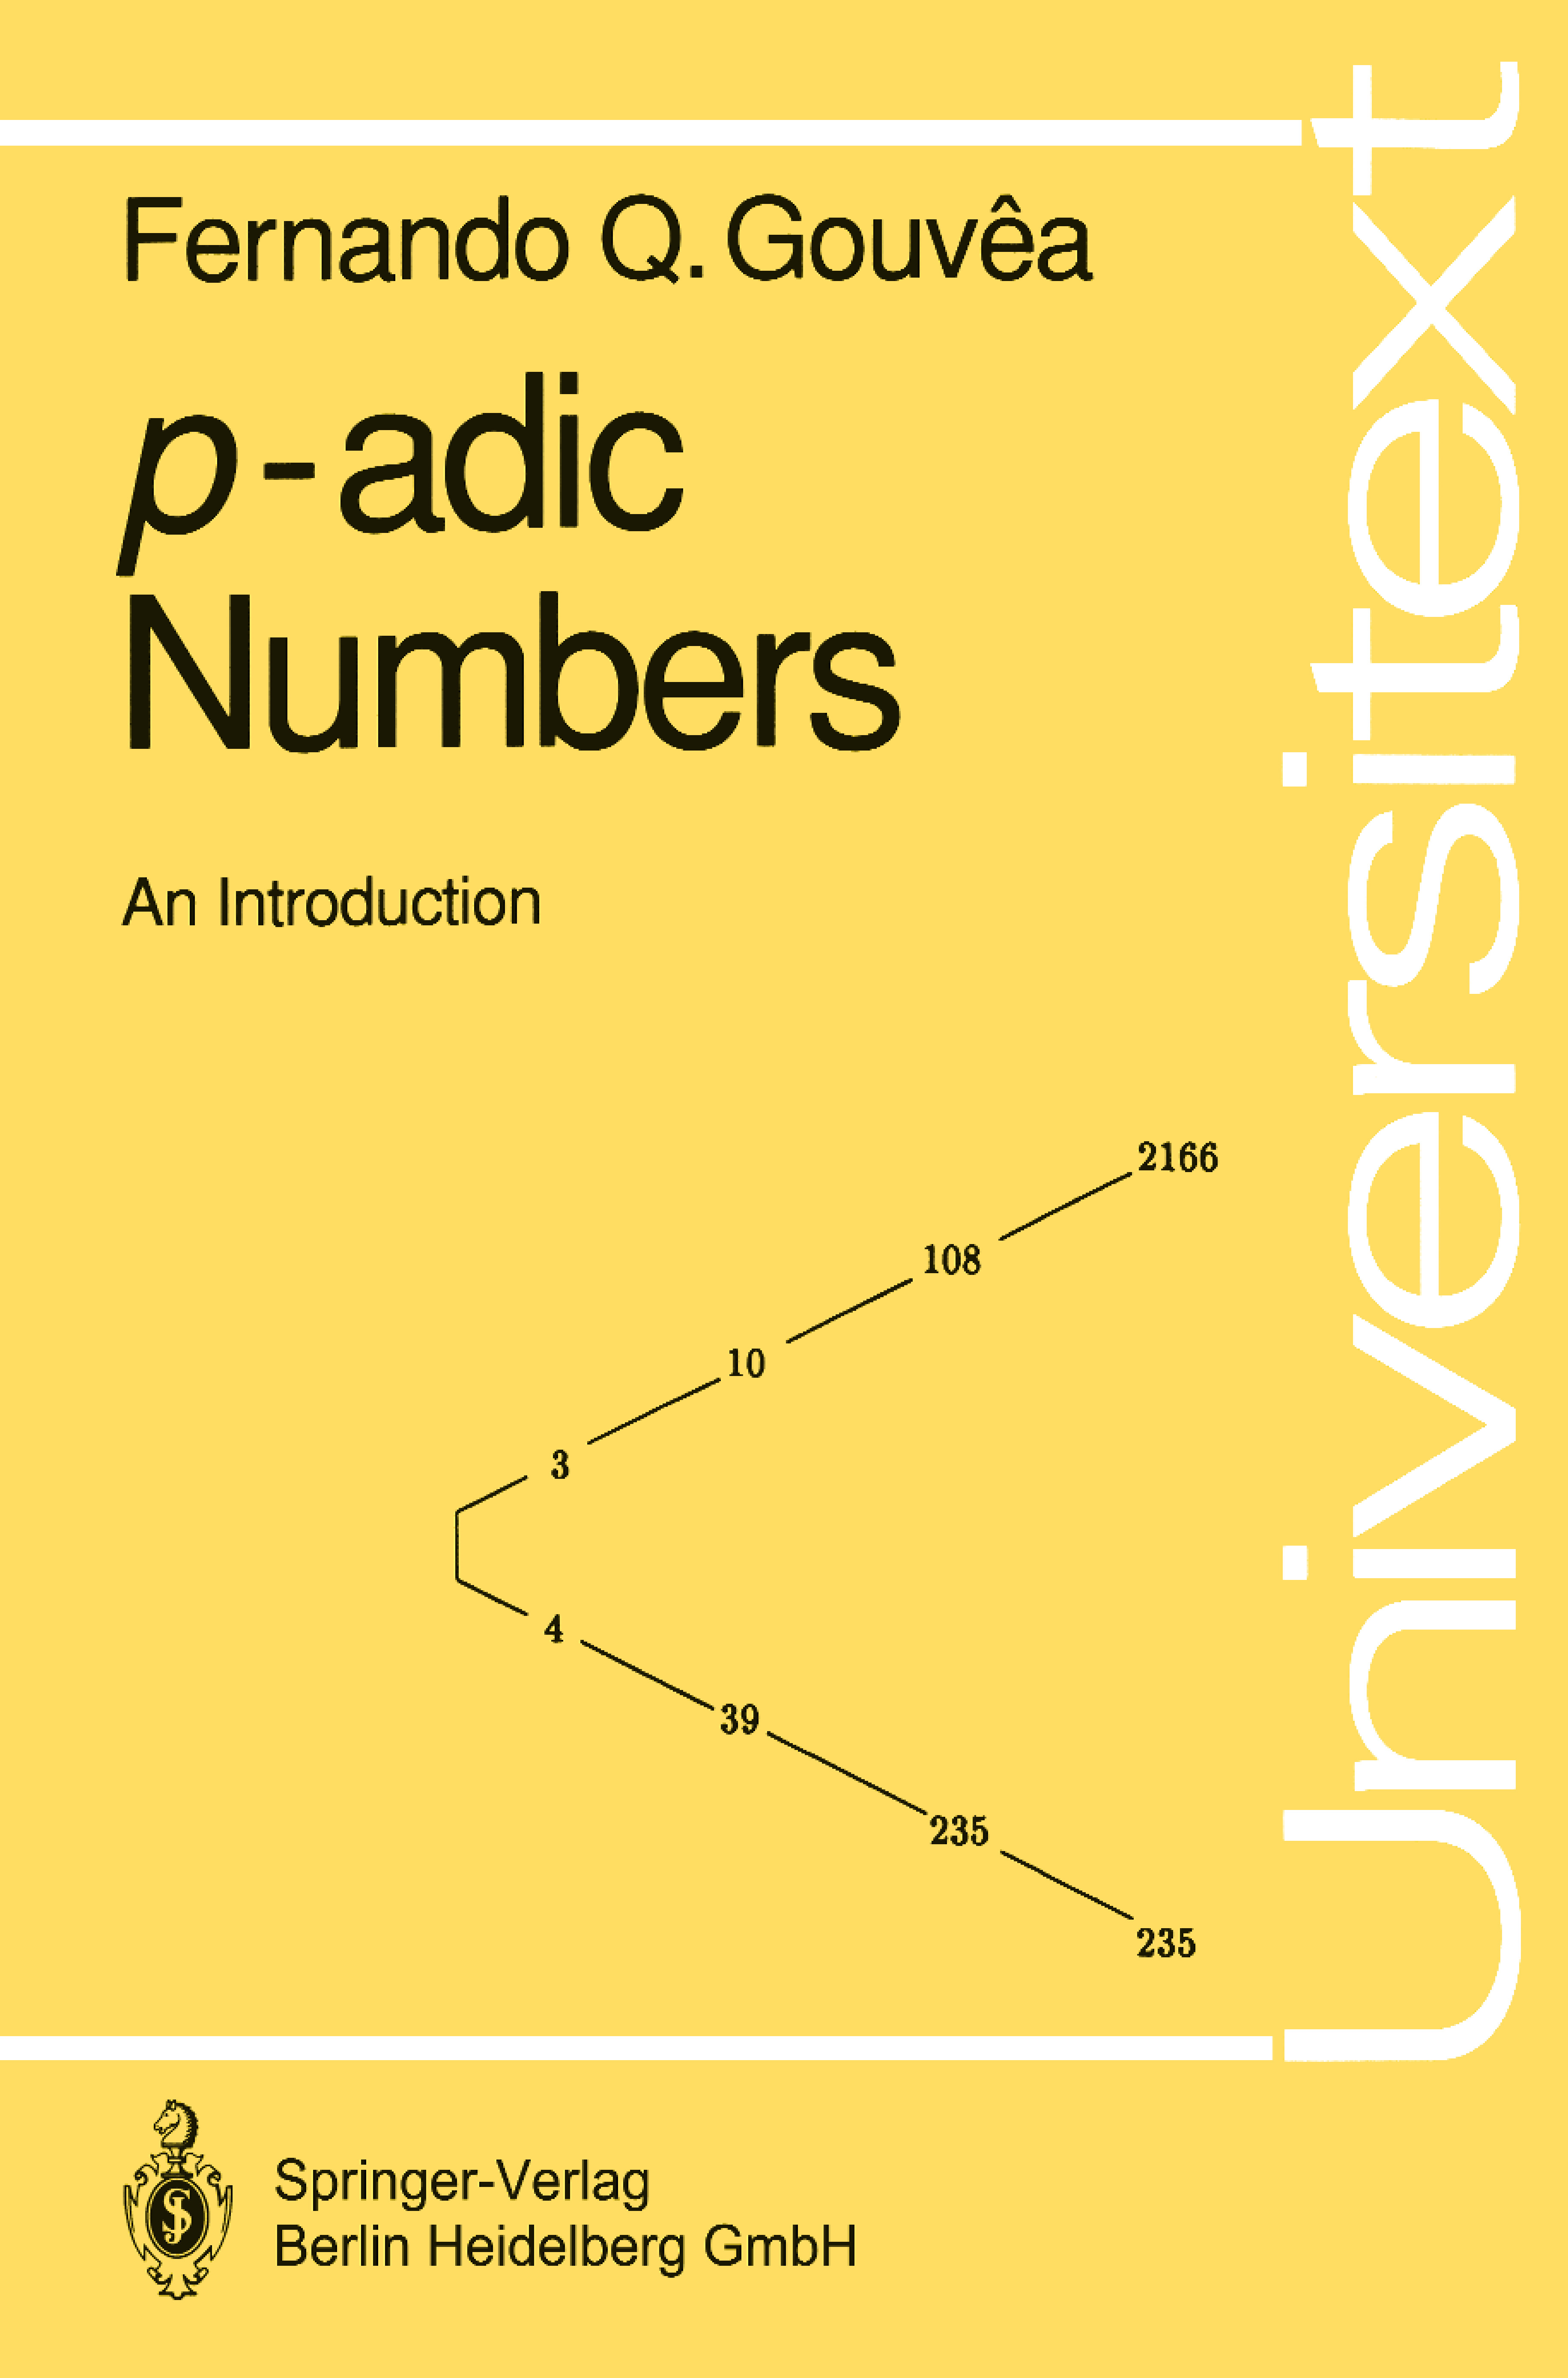 Fernando Q. Gouvêa
p-adic
Numbers
An Introduction
Universitext
2166
108
10
3
4
39
235
235
Springer-Verlag
Berlin Heidelberg GmbH